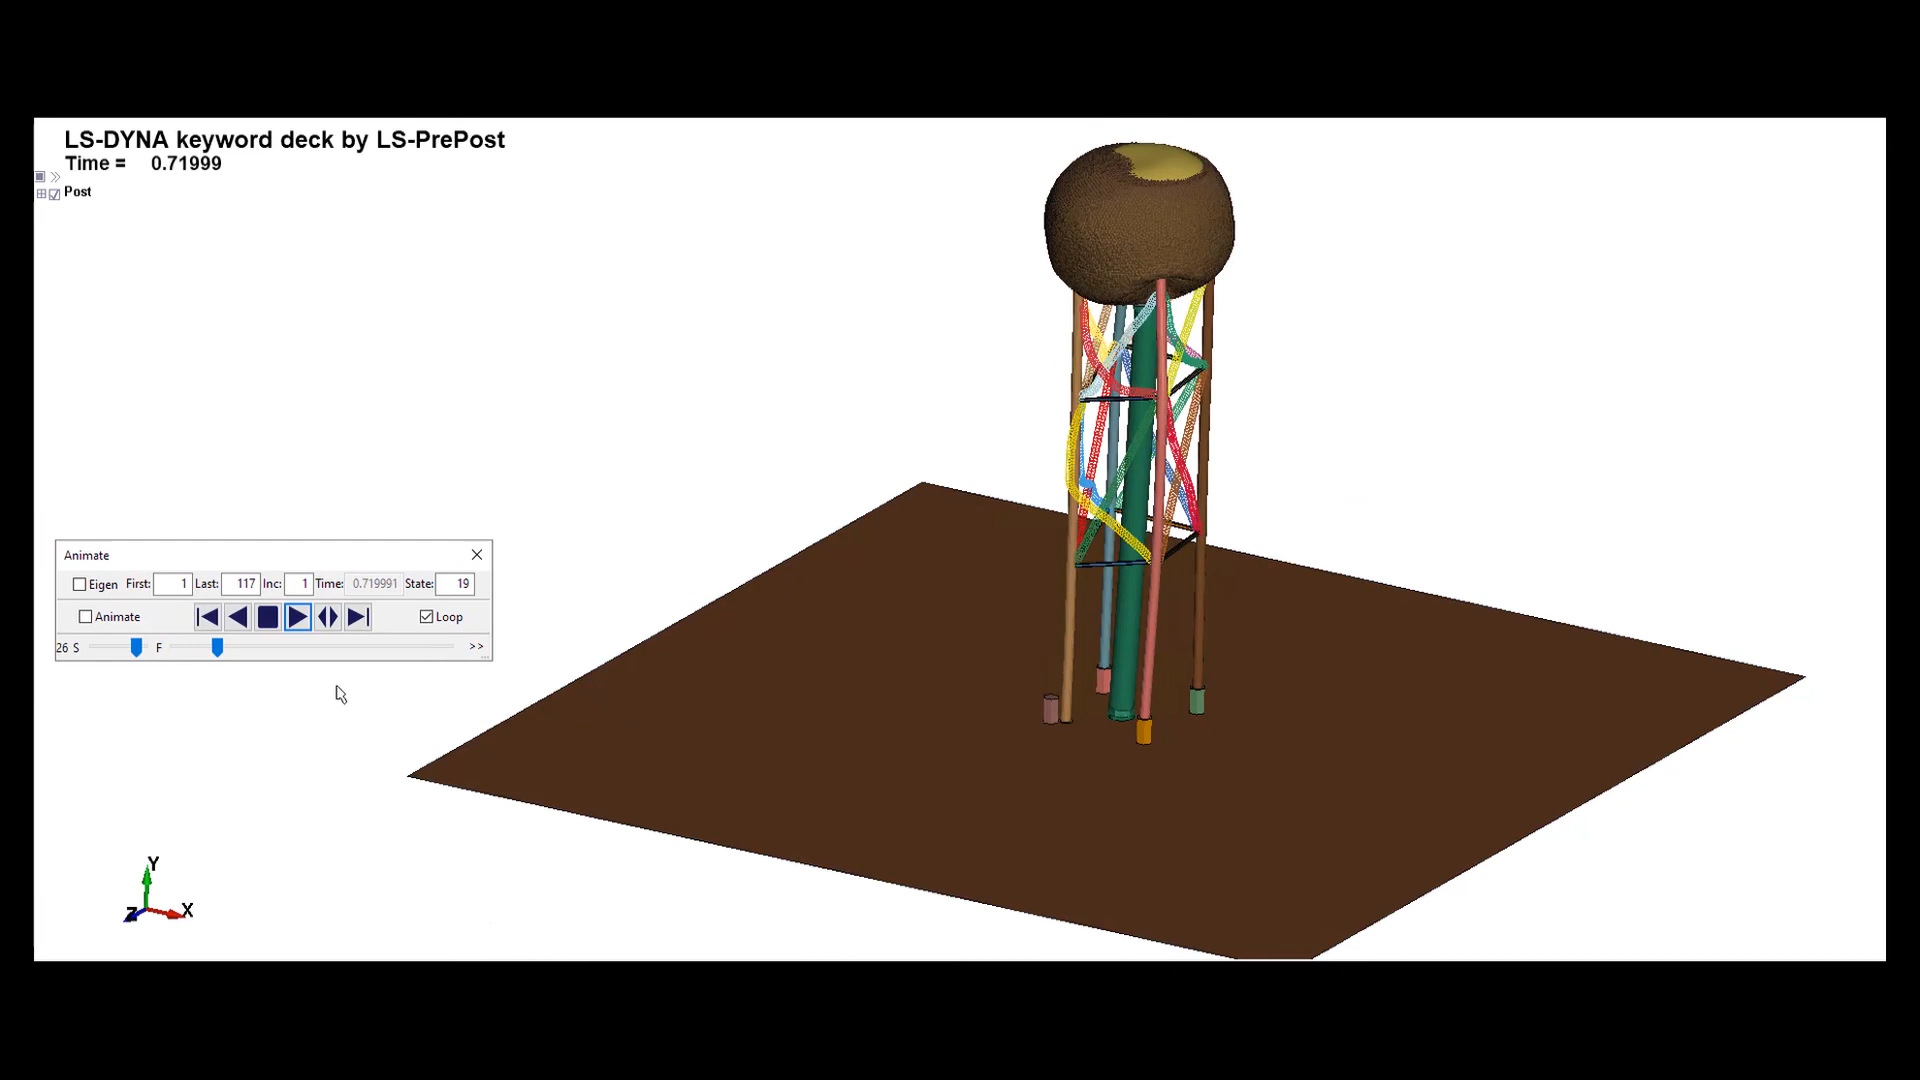 LS-DYNA keyword deck by LS-PrePost
Time = 0.71999
Post
Animate
Eigen First: 1 Last: 117 Inc: 1 Time: 0.719991 State: 19
Animate Loop
26 S F >>
Y
Z X